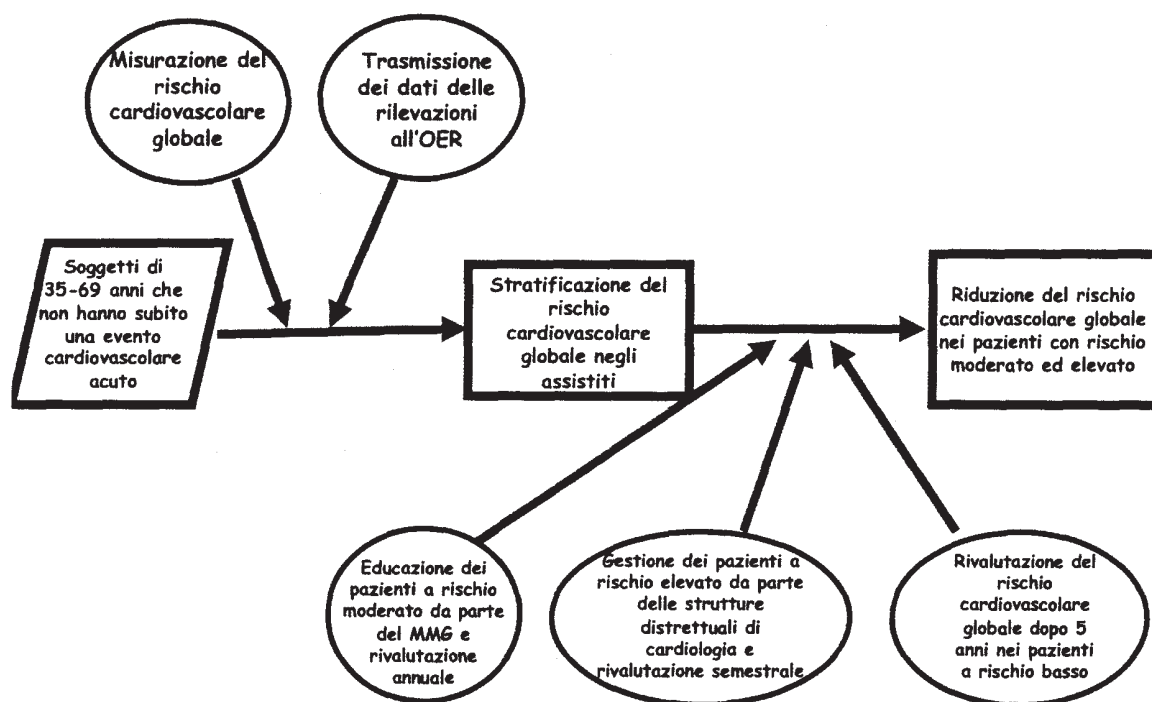 Misurazione del
rischio
cardiovascolare
globale
Trasmissione
dei dati delle
rilevazioni
all'OER
Soggetti di
35-69 anni che
non hanno subito
una evento
cardiovascolare
acuto
Stratificazione del
rischio
cardiovascolare
globale negli
assistiti
Riduzione del rischio
cardiovascolare globale
nei pazienti con rischio
moderato ed elevato
Educazione dei
pazienti a rischio
moderato da parte
del MMG e
rivalutazione
annuale
Gestione dei pazienti a
rischio elevato da parte
delle strutture
distrettuali di
cardiologia e
rivalutazione semestrale
Rivalutazione del
rischio
cardiovascolare
globale dopo 5
anni nei pazienti
a rischio basso